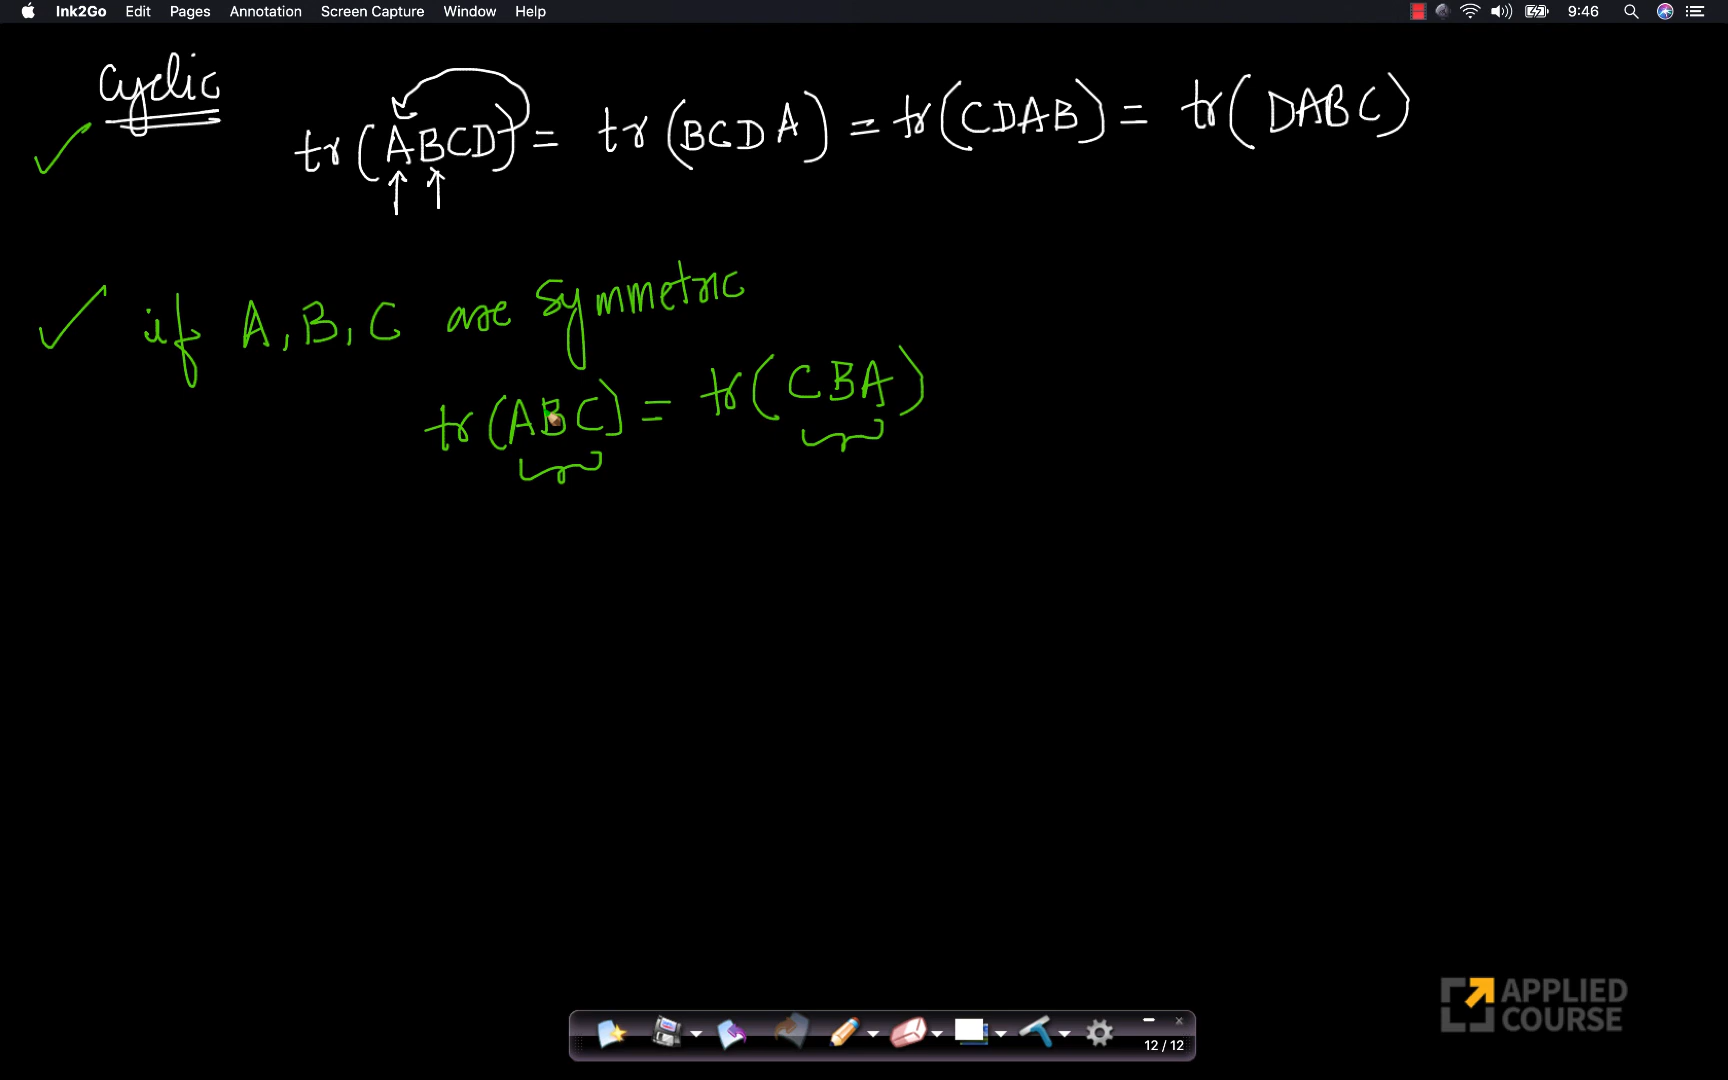 Ink2Go Edit Pages Annotation Screen Capture Window Help 9:46
Cyclic
tr(ABCD) = tr(BCDA) = tr(CDAB) = tr(DABC)
if A, B, C are symmetric
tr(ABC) = tr(CBA)
APPLIED
COURSE
12 / 12